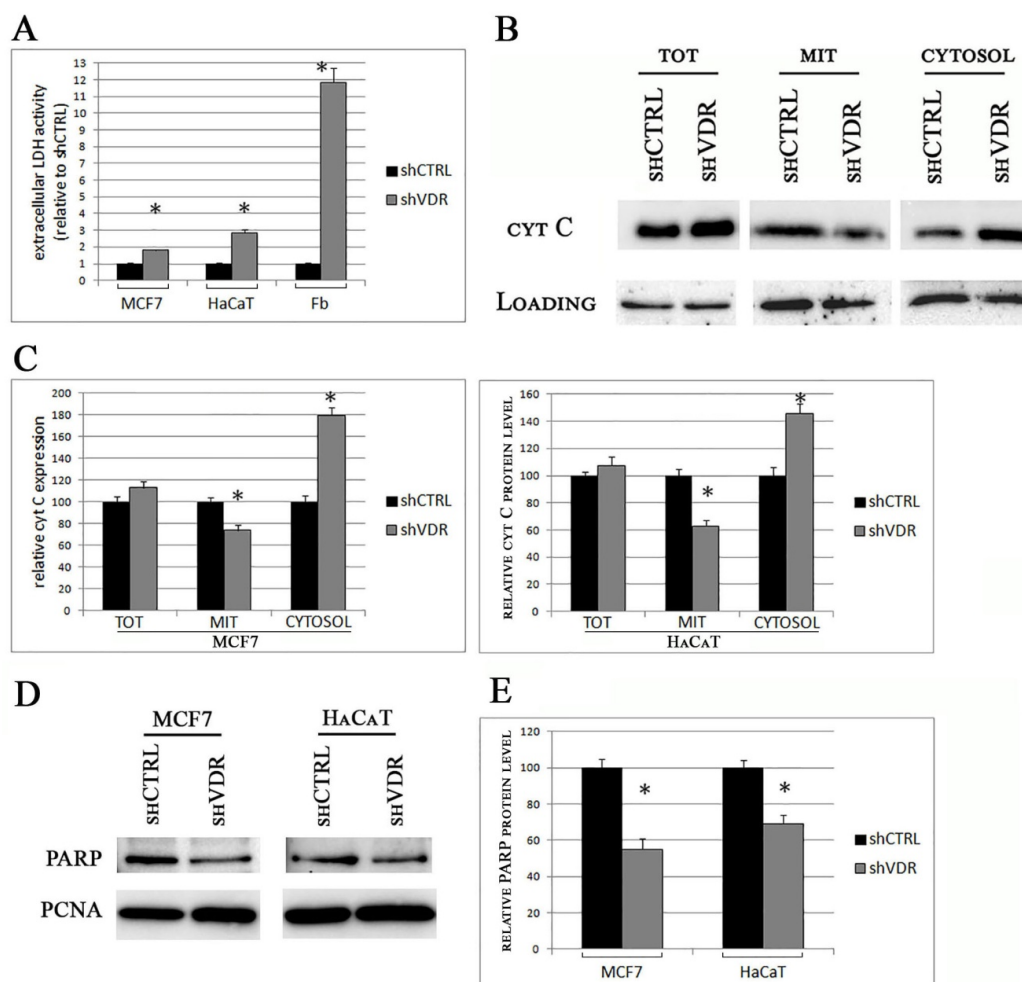 A
extracellular LDH activity
(relative to shCTRL)
13
12
11
10
9
8
7
6
5
4
3
2
1
0
*
*
*
MCF7 HaCaT Fb
shCTRL
shVDR
B
TOT MIT CYTOSOL
SHCTRL SHVDR SHCTRL SHVDR SHCTRL SHVDR
CYT C
LOADING
C
relative cyt C expression
200
180
160
140
120
100
80
60
40
20
0
*
*
TOT MIT CYTOSOL
MCF7
shCTRL
shVDR
RELATIVE CYT C PROTEIN LEVEL
160
140
120
100
80
60
40
20
0
*
*
TOT MIT CYTOSOL
HACAT
shCTRL
shVDR
D
MCF7 HACAT
SHCTRL SHVDR SHCTRL SHVDR
PARP
PCNA
E
RELATIVE PARP PROTEIN LEVEL
120
100
80
60
40
20
0
*
*
MCF7 HaCaT
shCTRL
shVDR